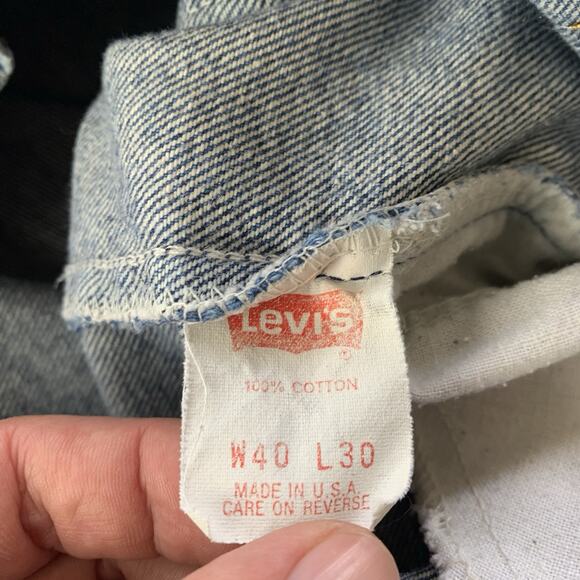 Levi's
®
100% COTTON
W40 L30
MADE IN U.S.A.
CARE ON REVERSE